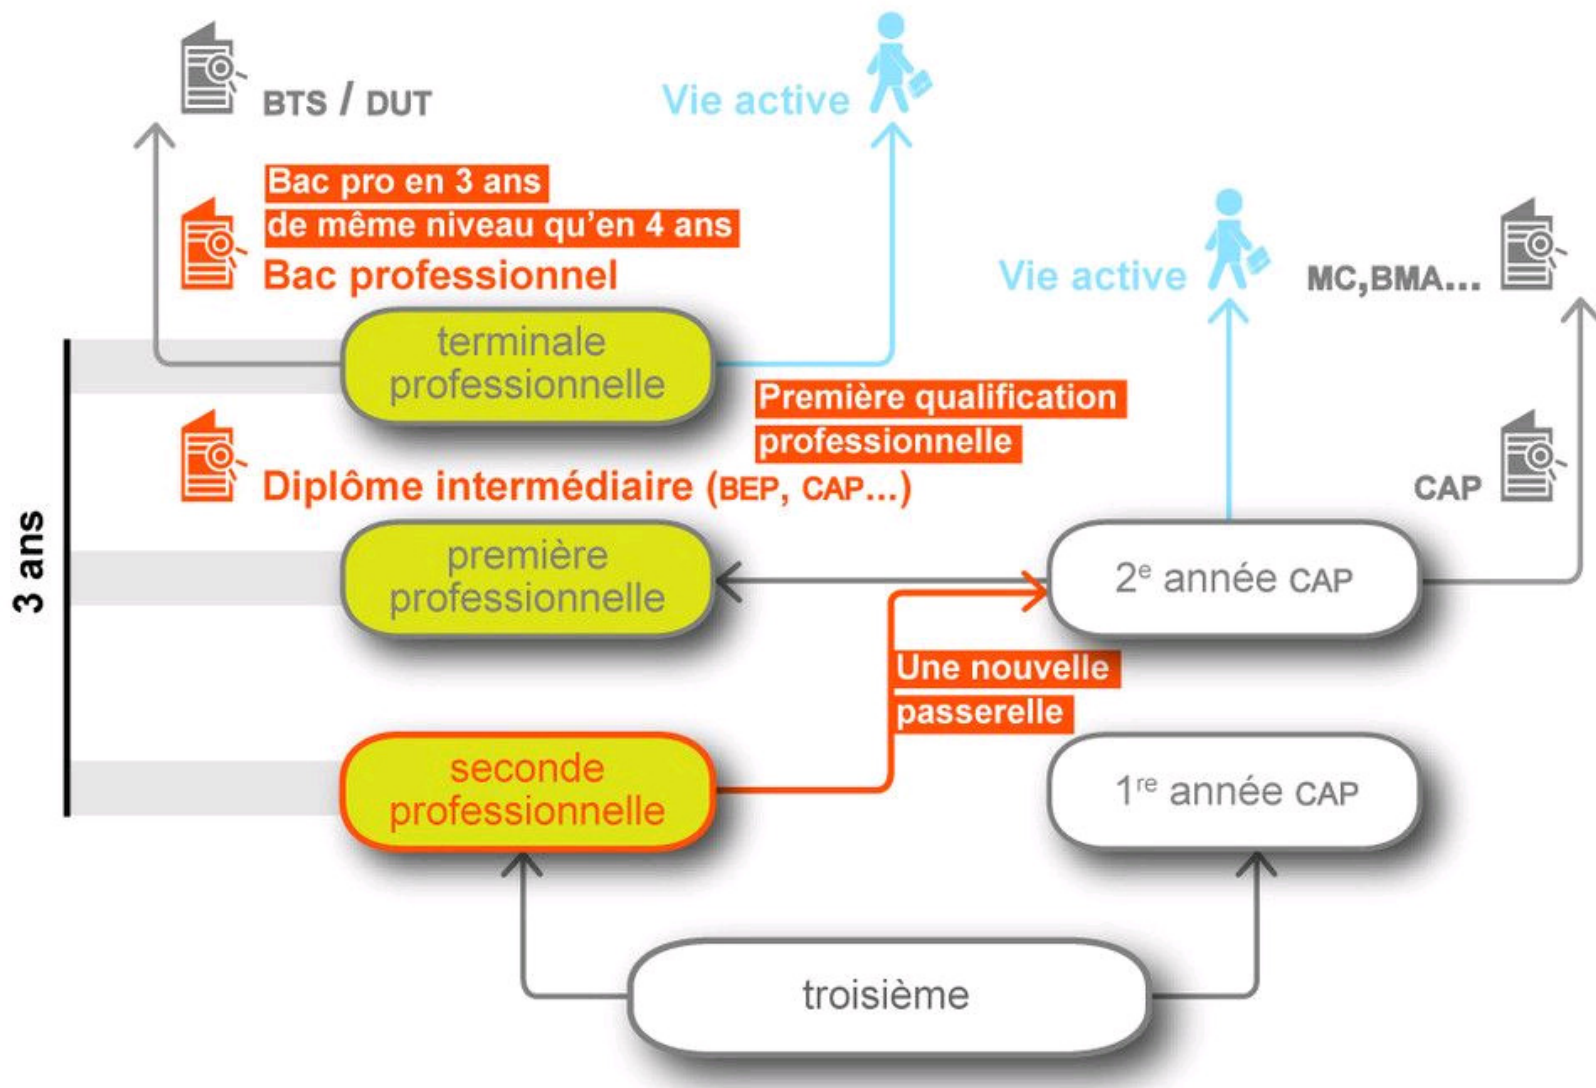 BTS / DUT
Vie active
Bac pro en 3 ans
de même niveau qu'en 4 ans
Bac professionnel
Vie active
MC,BMA...
terminale
professionnelle
Première qualification
professionnelle
Diplôme intermédiaire (BEP, CAP...)
CAP
3 ans
première
professionnelle
2e année CAP
Une nouvelle
passerelle
seconde
professionnelle
1re année CAP
troisième